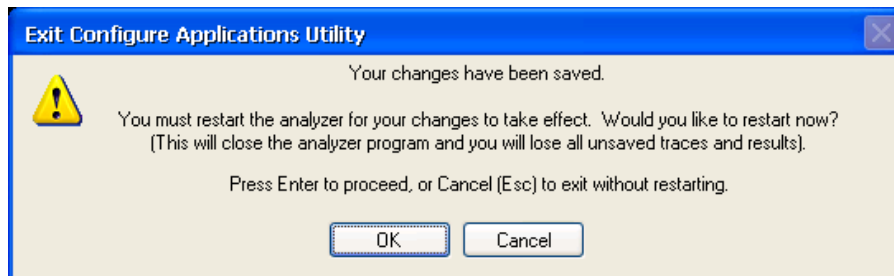 Exit Configure Applications Utility
Your changes have been saved.
You must restart the analyzer for your changes to take effect.  Would you like to restart now?
(This will close the analyzer program and you will lose all unsaved traces and results).
Press Enter to proceed, or Cancel (Esc) to exit without restarting.
OK
Cancel